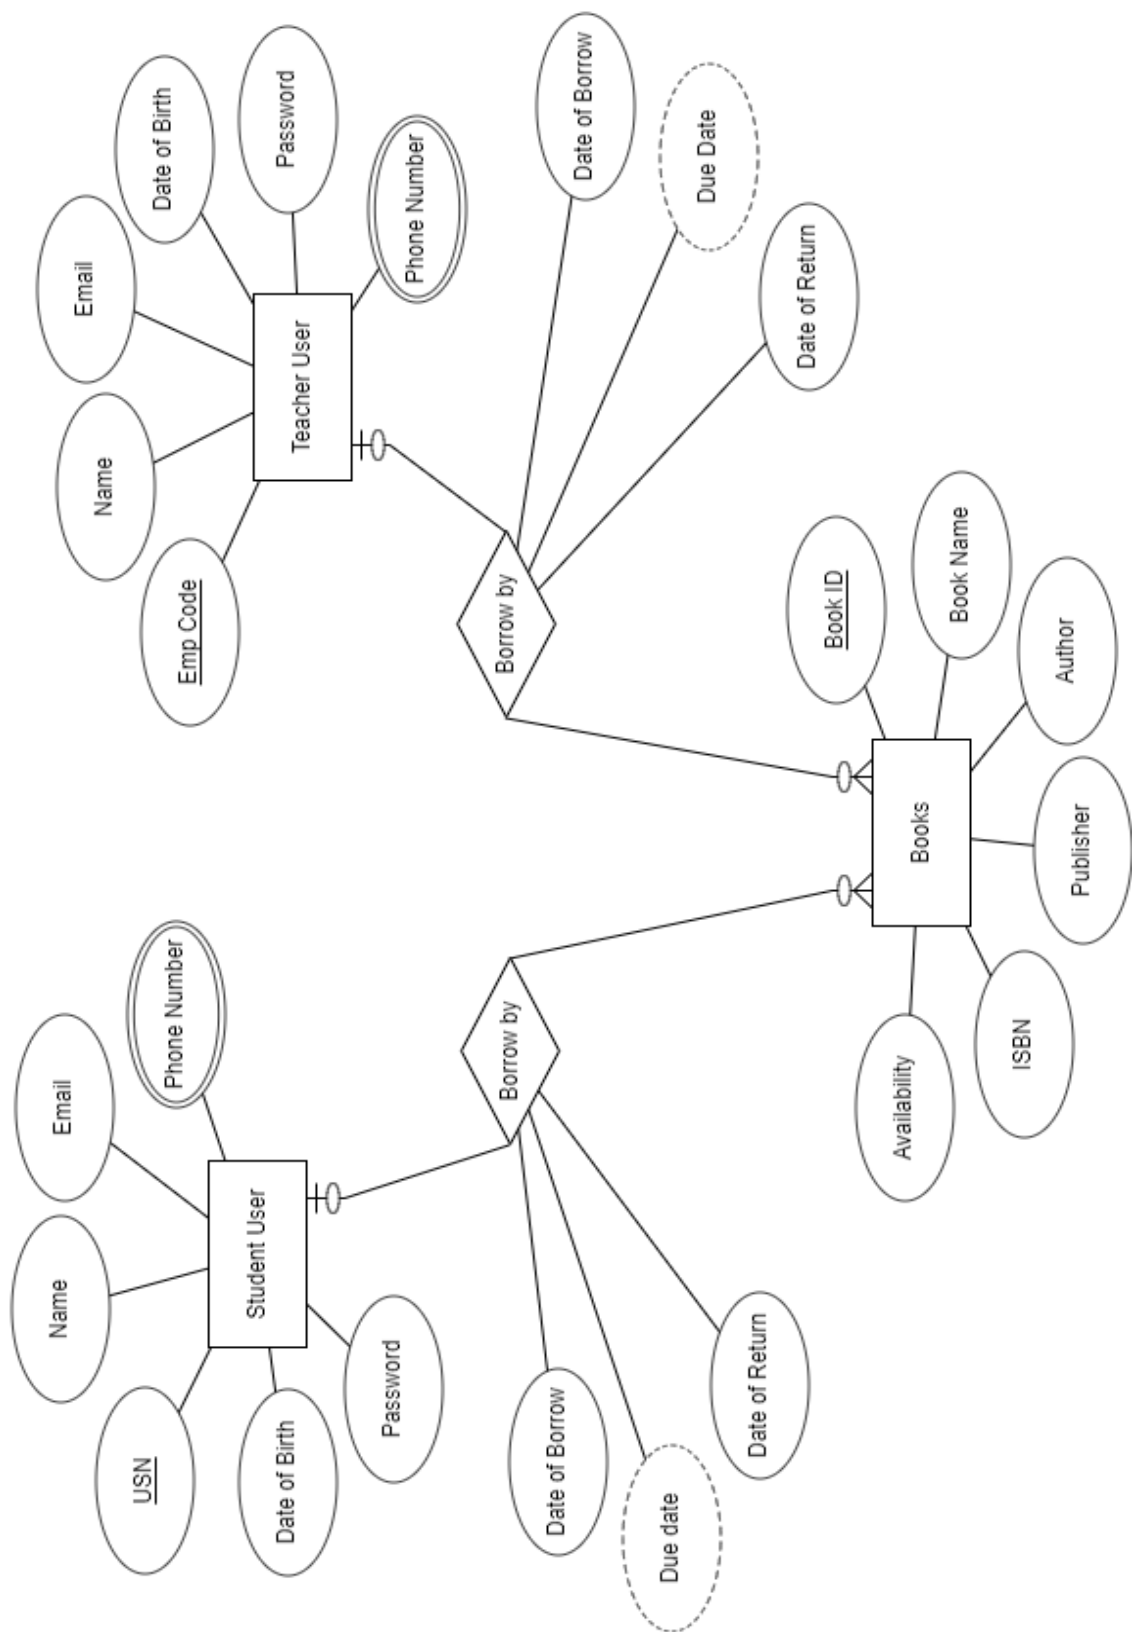 USN
Name
Email
Phone Number
Student User
Date of Birth
Password
Borrow by
Date of Borrow
Due date
Date of Return
Emp Code
Name
Email
Date of Birth
Password
Phone Number
Teacher User
Borrow by
Date of Borrow
Due Date
Date of Return
Books
Availability
ISBN
Publisher
Author
Book Name
Book ID